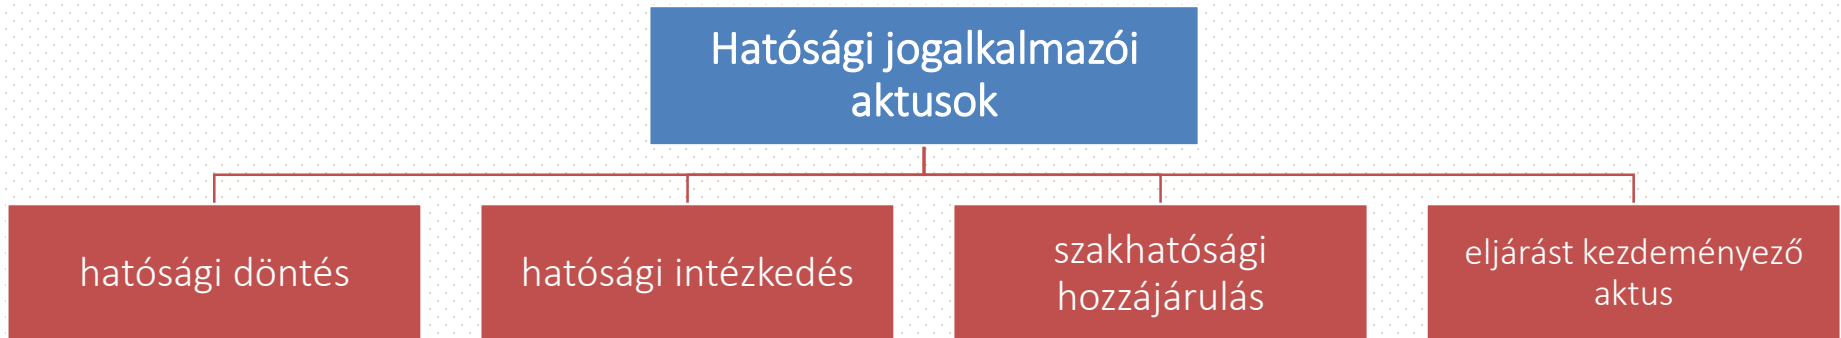 Hatósági jogalkalmazói
aktusok
hatósági döntés
hatósági intézkedés
szakhatósági
hozzájárulás
eljárást kezdeményező
aktus